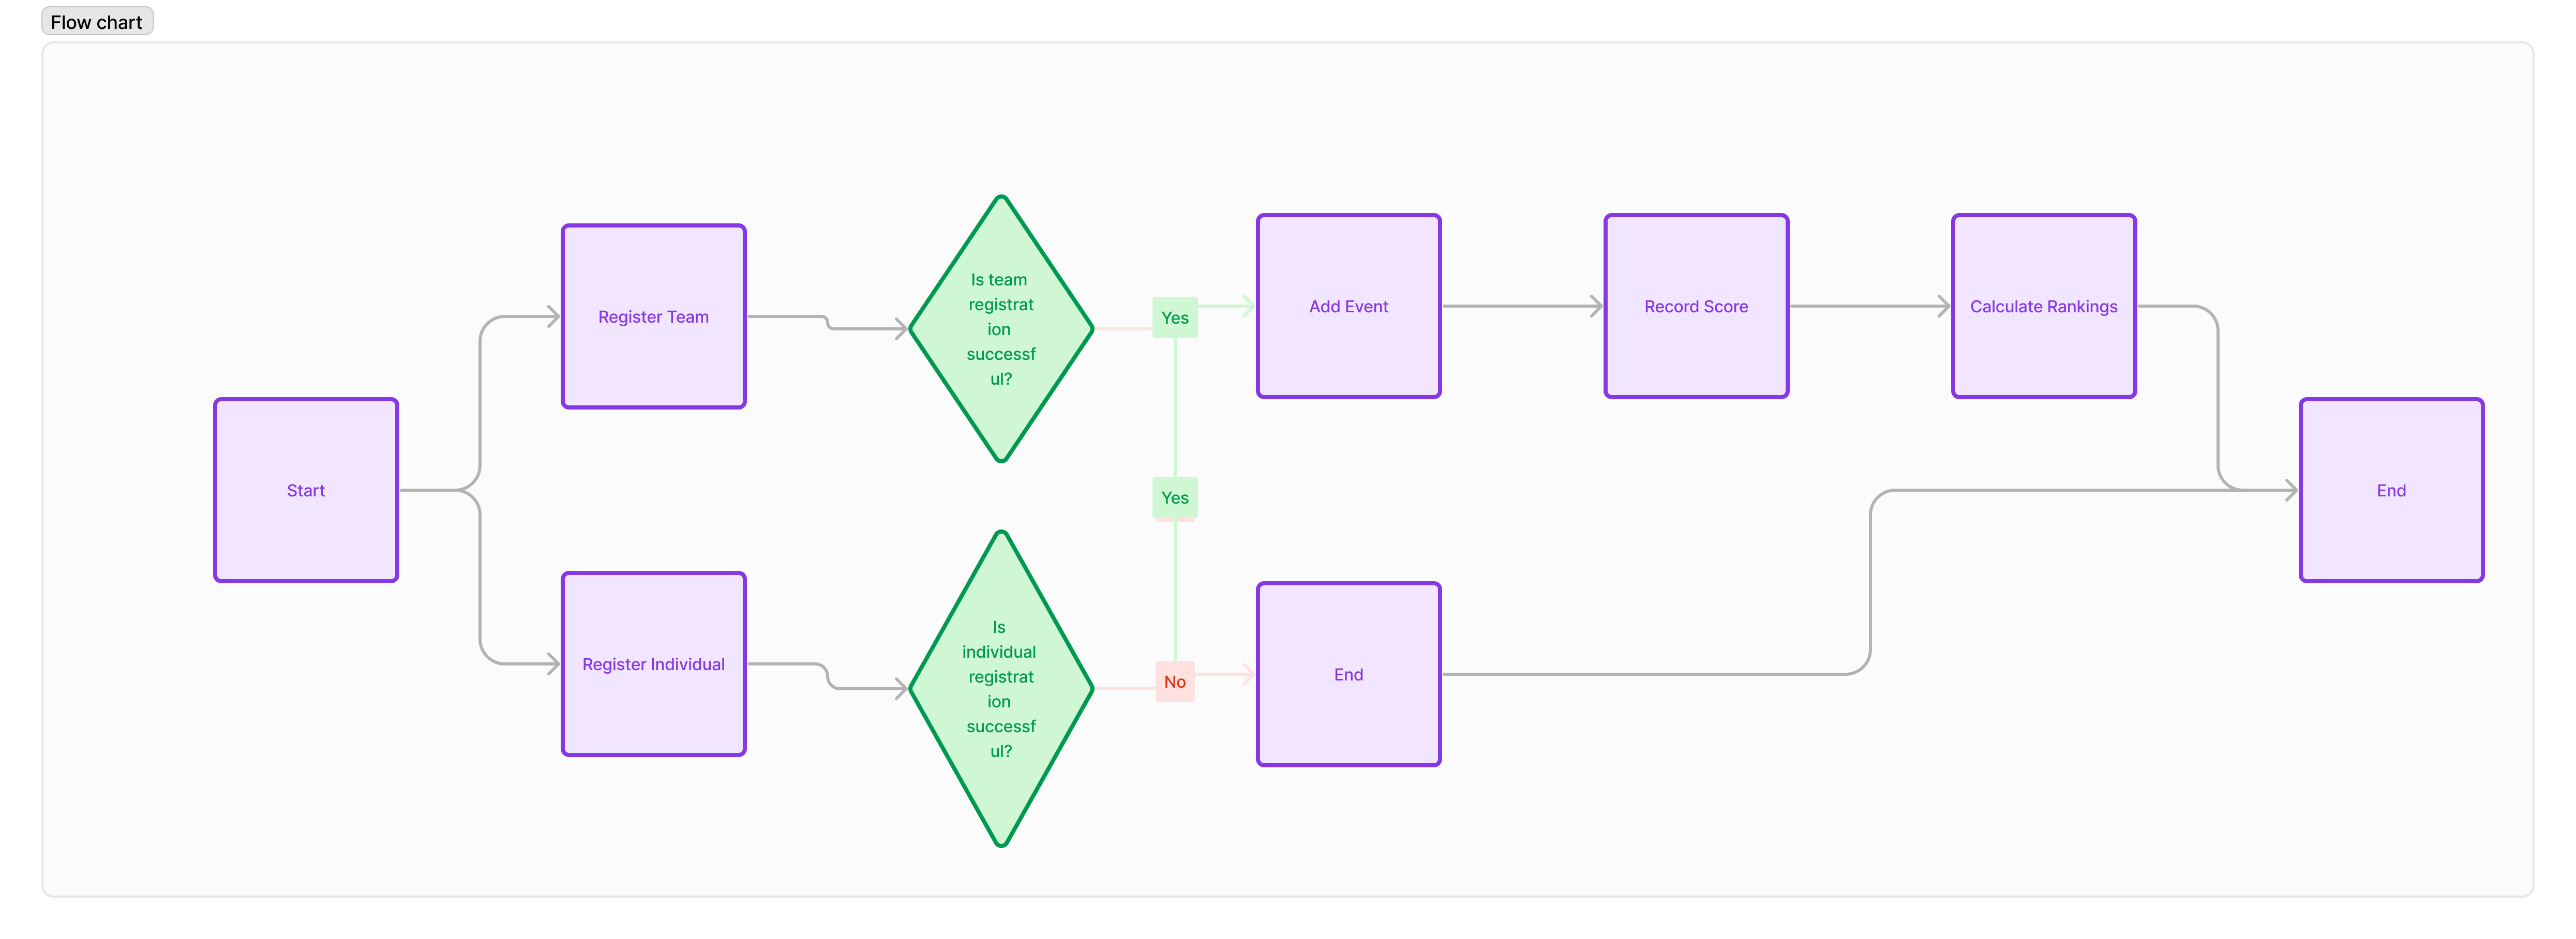 Flow chart
Start
Register Team
Register Individual
Is team
registrat
ion
successf
ul?
Is
individual
registrat
ion
successf
ul?
Yes
Yes
No
Add Event
Record Score
Calculate Rankings
End
End